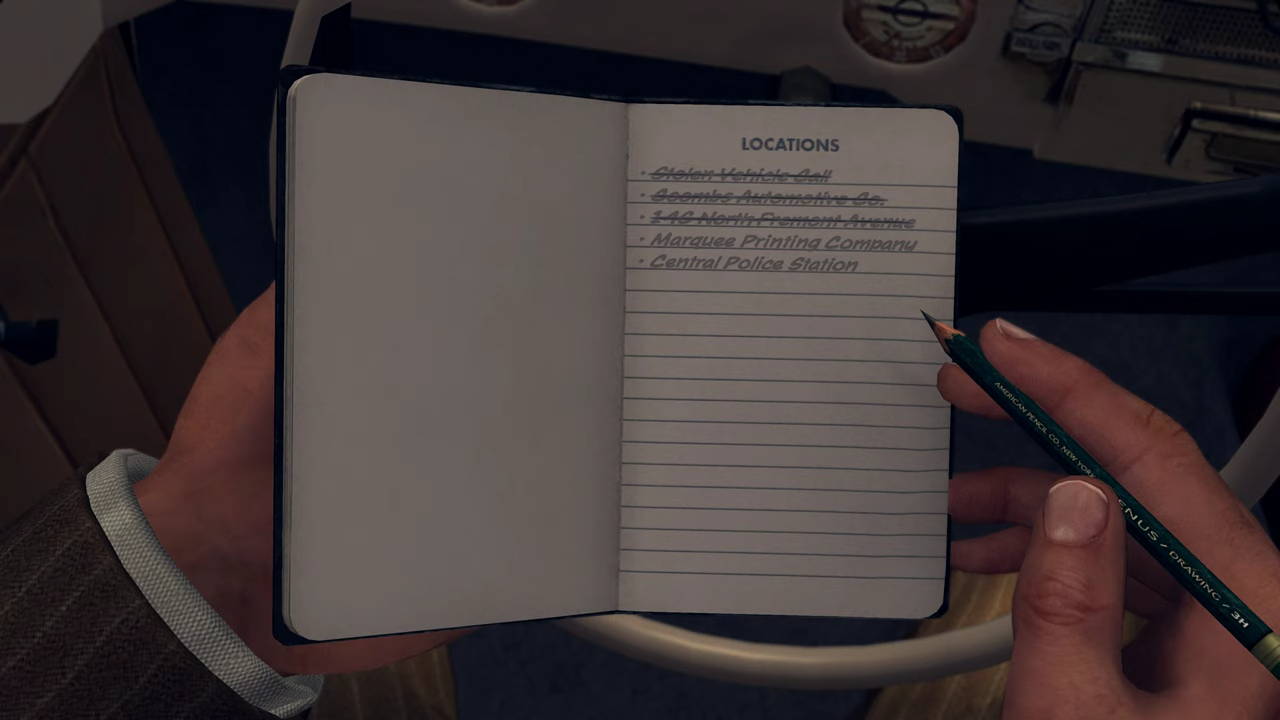 LOCATIONS
· Stolen Vehicle Call
· Coombs Automotive Co.
· 146 North Fremont Avenue
· Marquee Printing Company
· Central Police Station
AMERICAN PENCIL CO. NEW YORK
ENUS / DRAWING / 3H